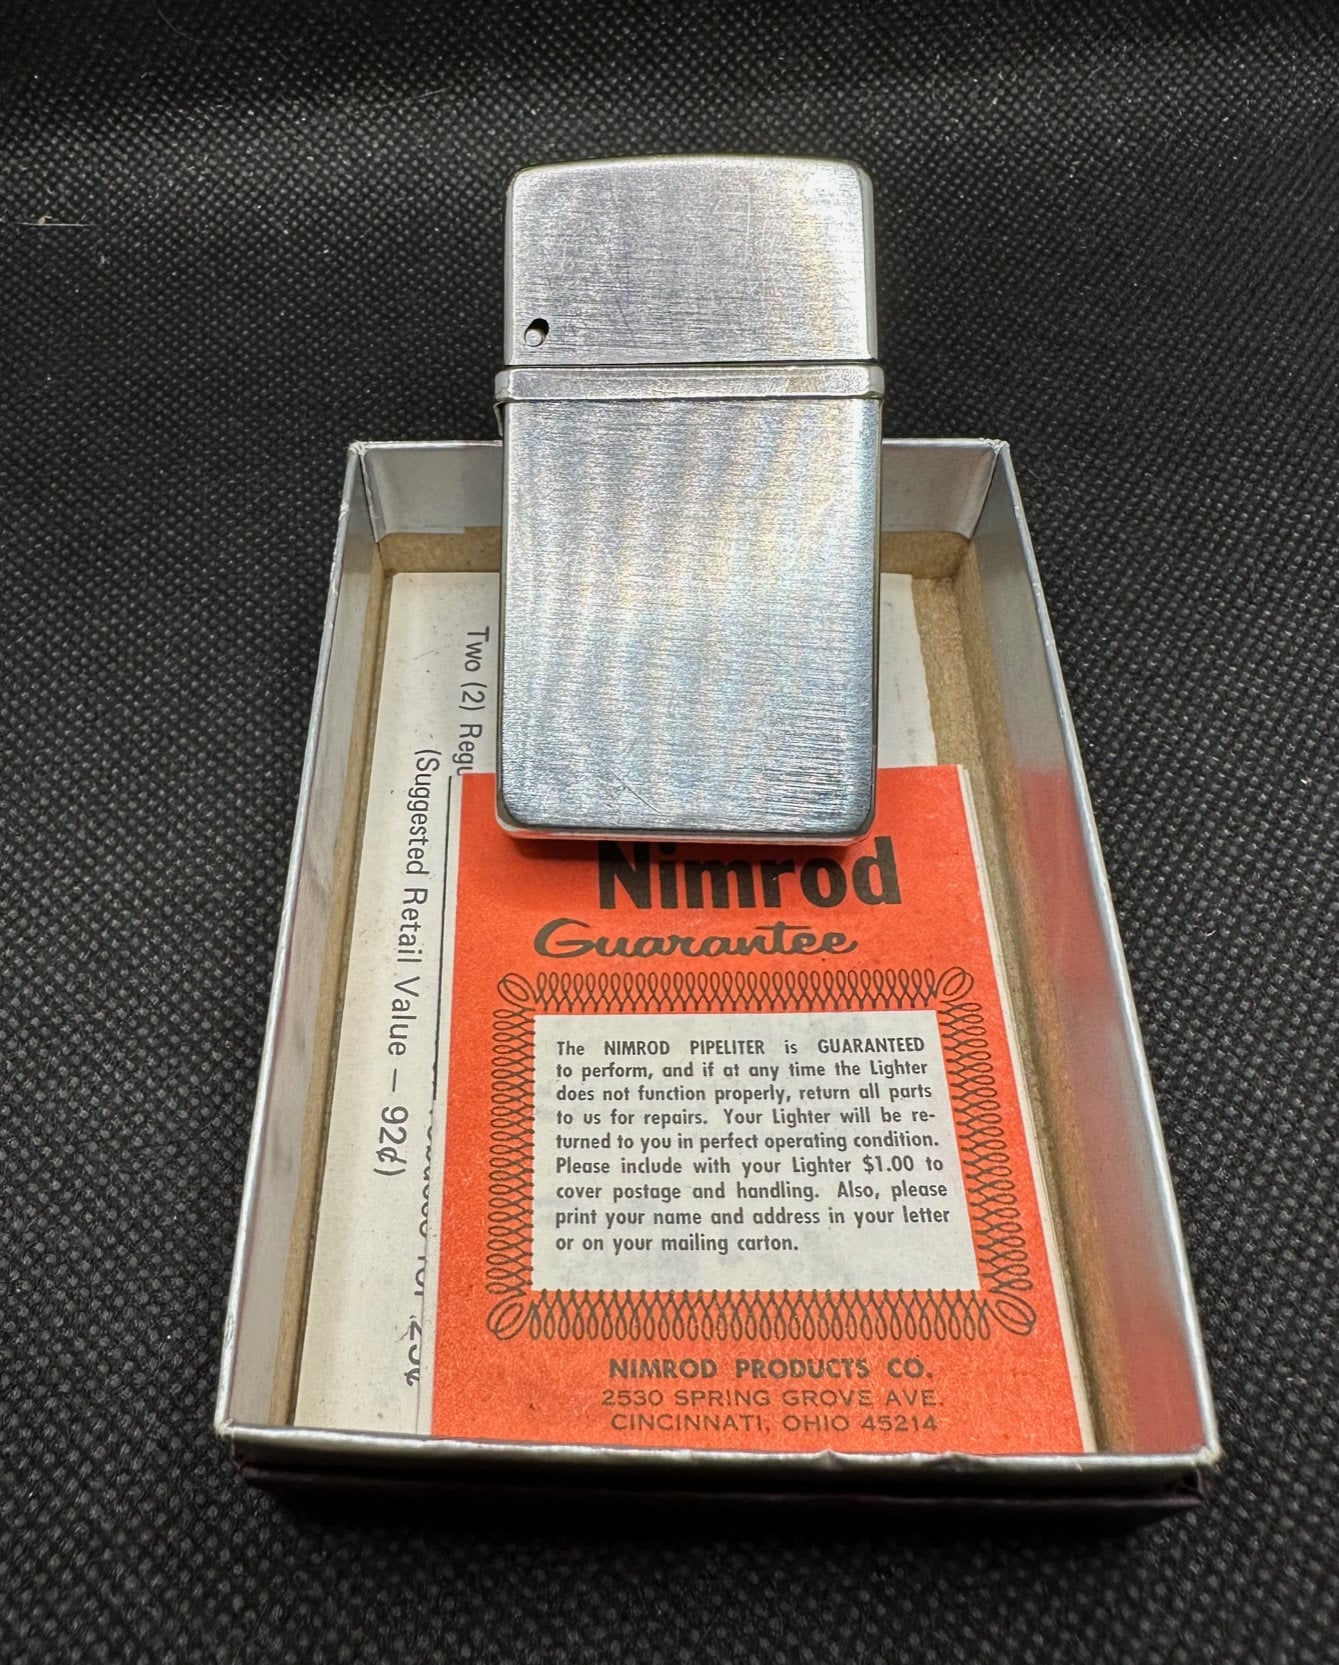 Two (2) Regu
(Suggested Retail Value — 92¢)
Nimrod
Guarantee
The NIMROD PIPELITER is GUARANTEED
to perform, and if at any time the Lighter
does not function properly, return all parts
to us for repairs. Your Lighter will be re-
turned to you in perfect operating condition.
Please include with your Lighter $1.00 to
cover postage and handling. Also, please
print your name and address in your letter
or on your mailing carton.
NIMROD PRODUCTS CO.
2530 SPRING GROVE AVE.
CINCINNATI, OHIO 45214